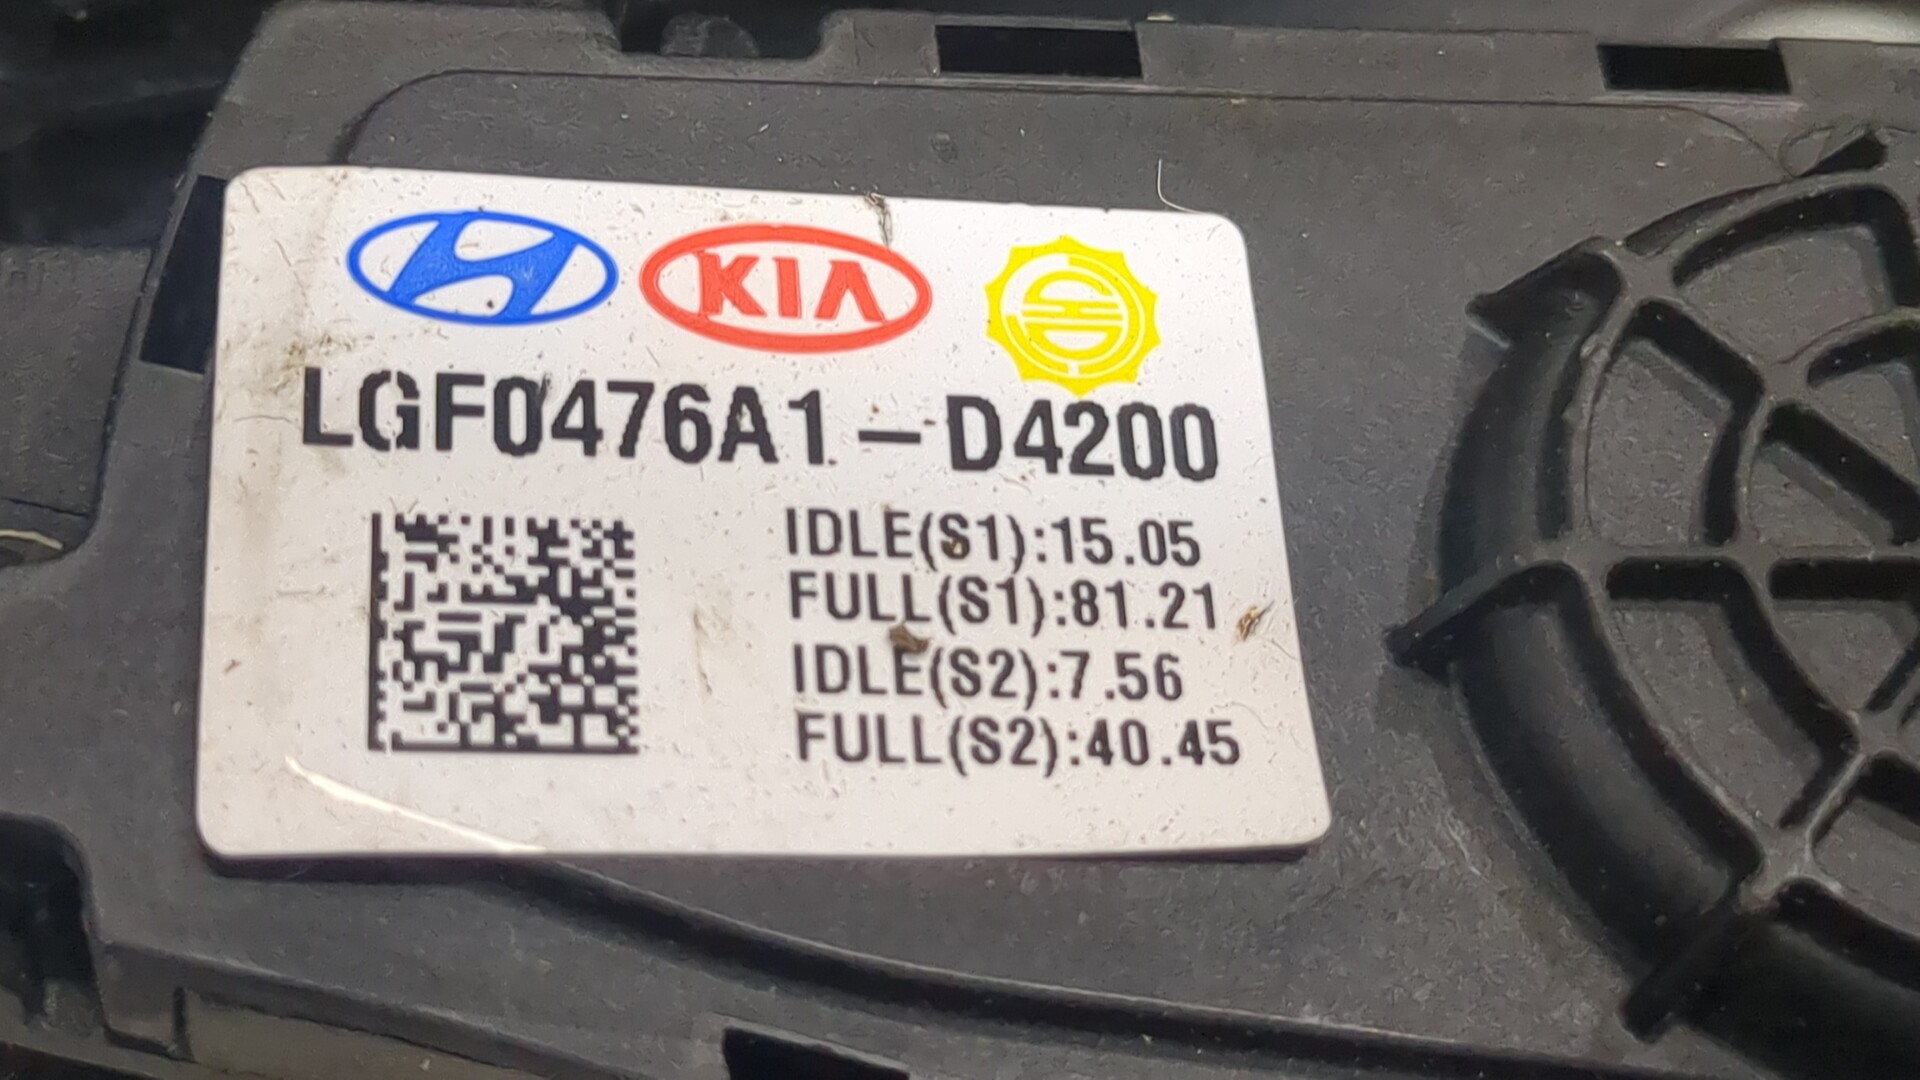 KIA
LGF0476A1-D4200
IDLE(S1):15.05
FULL(S1):81.21
IDLE(S2):7.56
FULL(S2):40.45